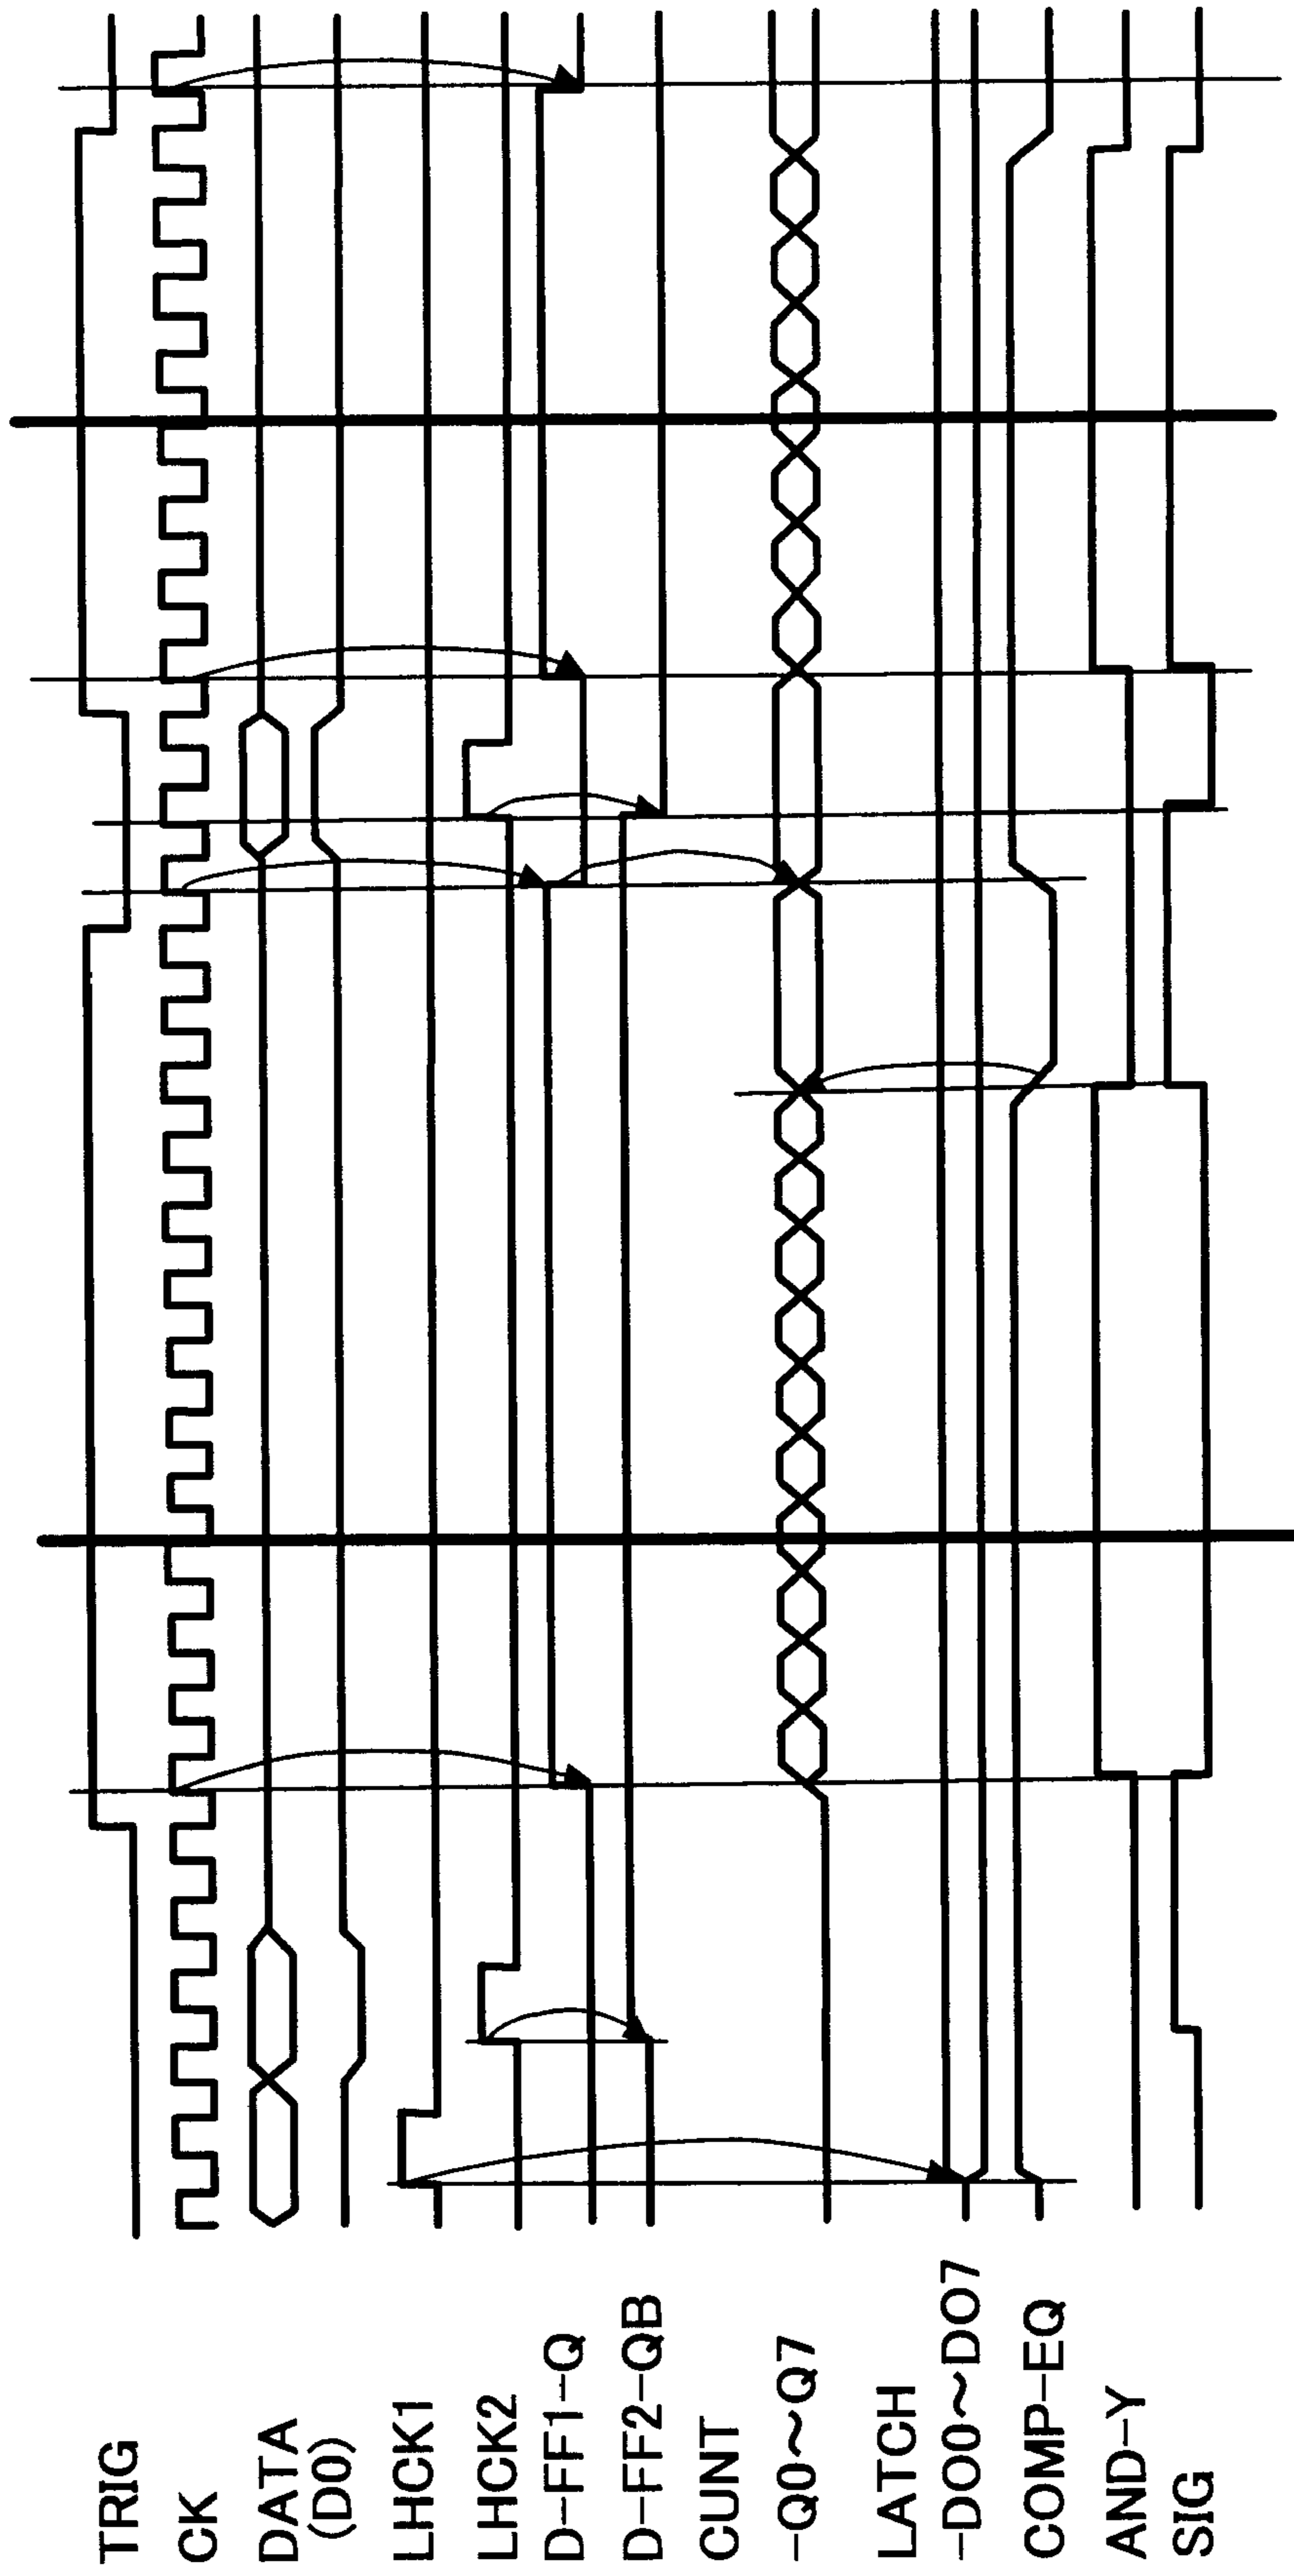 TRIG
CK
DATA
(D0)
LHCK1
LHCK2
D-FF1-Q
D-FF2-QB
CUNT
-Q0~Q7
LATCH
-DO0~DO7
COMP-EQ
AND-Y
SIG